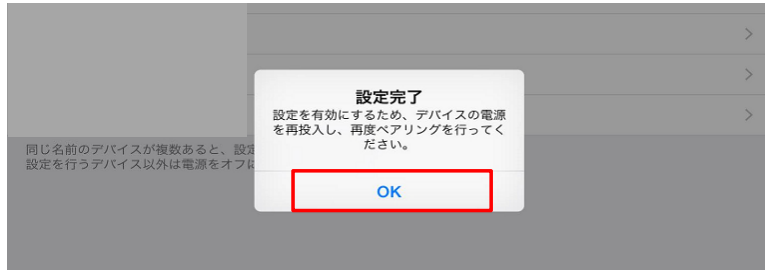 設定完了
設定を有効にするため、デバイスの電源
を再投入し、再度ペアリングを行ってく
ださい。
同じ名前のデバイスが複数あると、設定
設定を行うデバイス以外は電源をオフに
OK